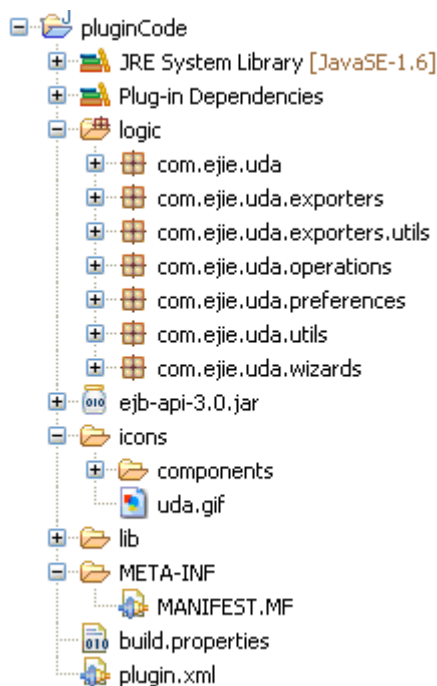 pluginCode
JRE System Library [JavaSE-1.6]
Plug-in Dependencies
logic
com.ejie.uda
com.ejie.uda.exporters
com.ejie.uda.exporters.utils
com.ejie.uda.operations
com.ejie.uda.preferences
com.ejie.uda.utils
com.ejie.uda.wizards
ejb-api-3.0.jar
icons
components
uda.gif
lib
META-INF
MANIFEST.MF
build.properties
plugin.xml